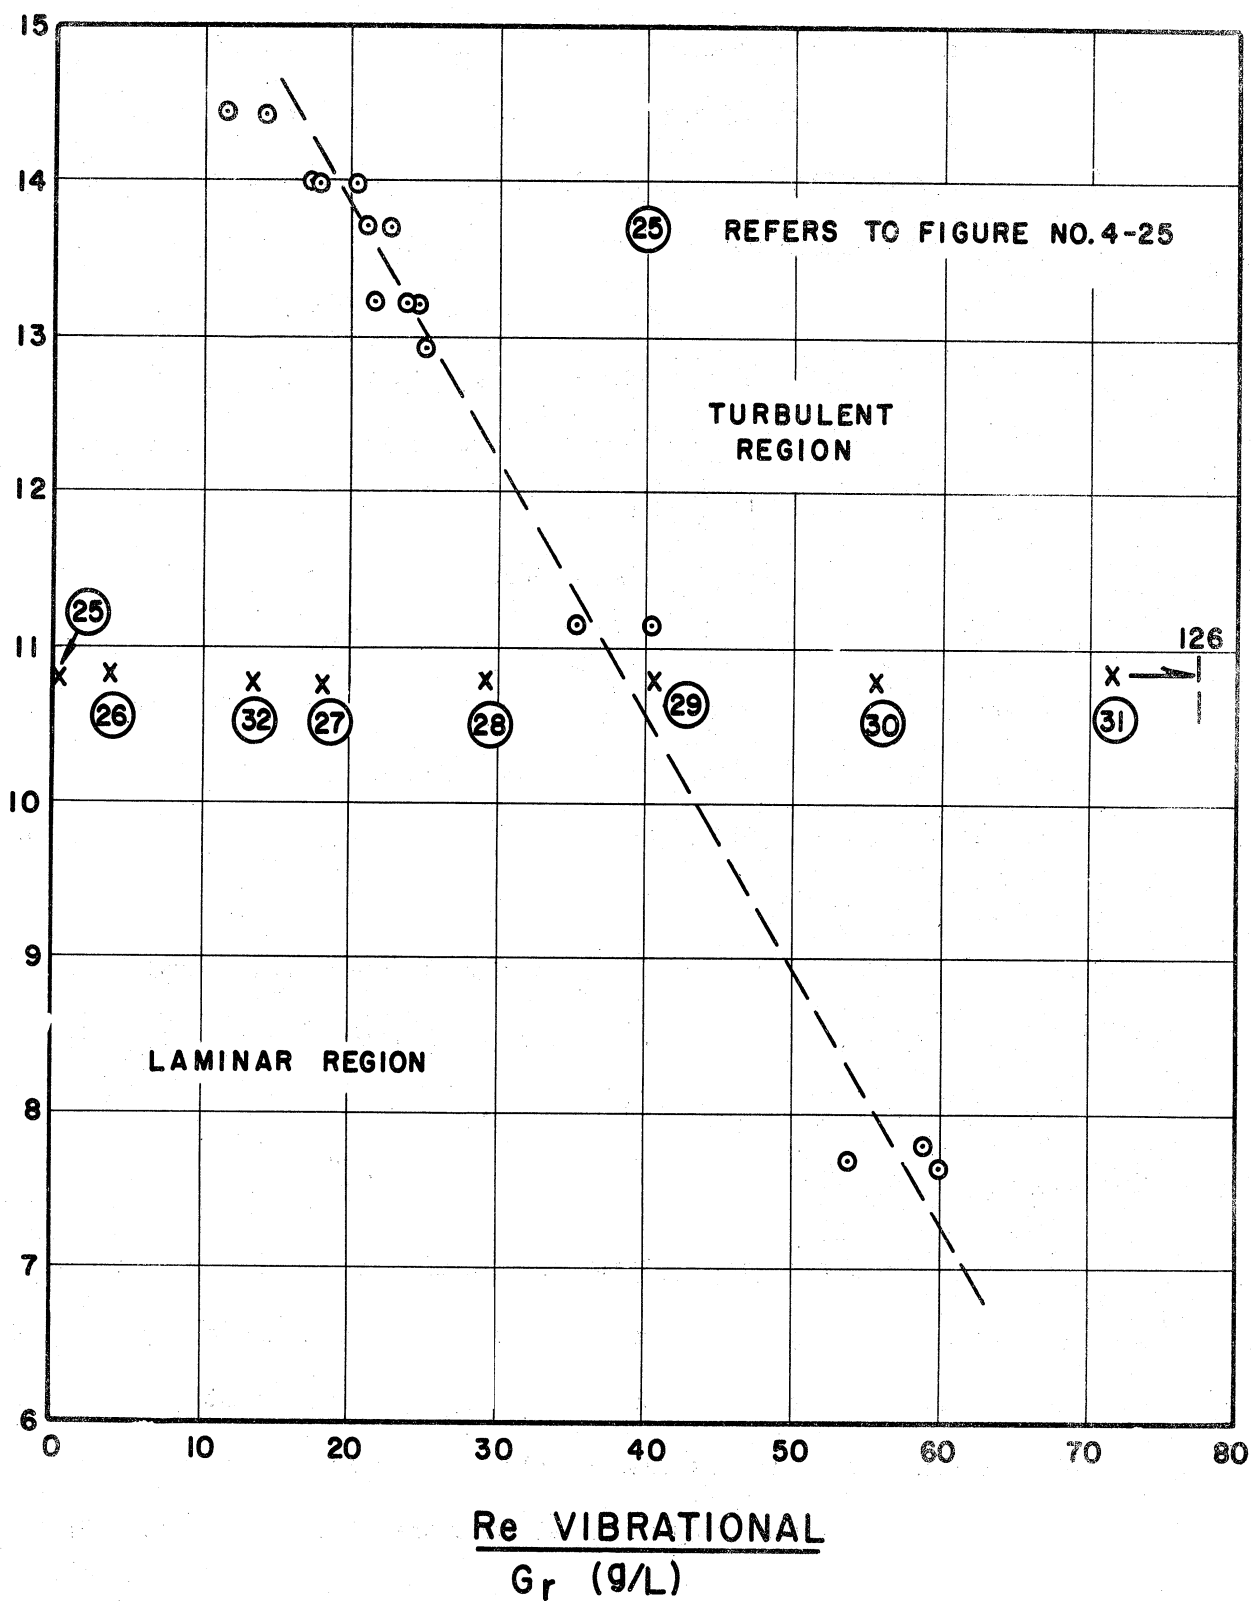 15
14
25 REFERS TO FIGURE NO. 4-25
13
TURBULENT
REGION
12
25
11
126
26
32
27
28
29
30
31
10
9
LAMINAR REGION
8
7
6
0 10 20 30 40 50 60 70 80
Re VIBRATIONAL
Gr (g/L)